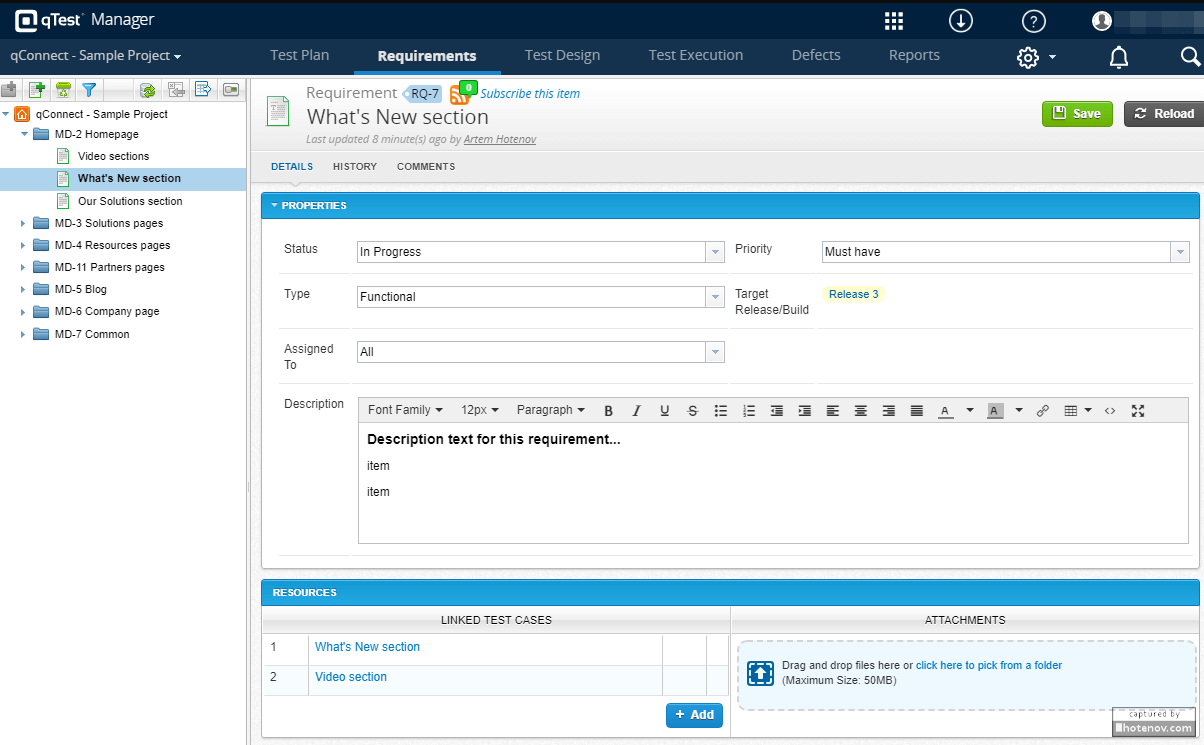 qTest Manager
qConnect - Sample Project
Test Plan
Requirements
Test Design
Test Execution
Defects
Reports
qConnect - Sample Project
MD-2 Homepage
Video sections
What's New section
Our Solutions section
MD-3 Solutions pages
MD-4 Resources pages
MD-11 Partners pages
MD-5 Blog
MD-6 Company page
MD-7 Common
Requirement RQ-7 0 Subscribe this item
What's New section
Last updated 8 minute(s) ago by Artem Hotenov
Save
Reload
DETAILS HISTORY COMMENTS
PROPERTIES
Status In Progress Priority Must have
Type Functional Target Release/Build Release 3
Assigned To All
Description
Font Family 12px Paragraph B I U S A A
Description text for this requirement...
item
item
RESOURCES
LINKED TEST CASES
1 What's New section
2 Video section
+ Add
ATTACHMENTS
Drag and drop files here or click here to pick from a folder
(Maximum Size: 50MB)
captured by
hotenov.com